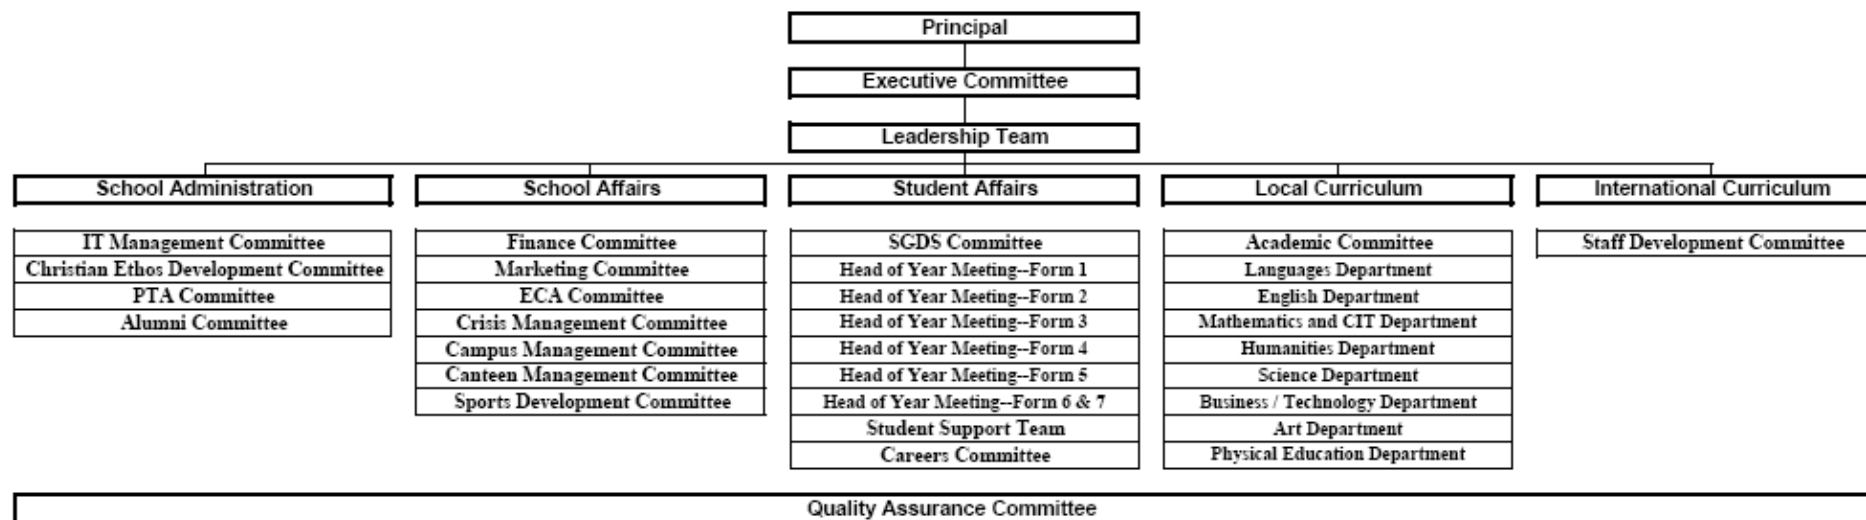 Principal
Executive Committee
Leadership Team
School Administration
IT Management Committee
Christian Ethos Development Committee
PTA Committee
Alumni Committee
School Affairs
Finance Committee
Marketing Committee
ECA Committee
Crisis Management Committee
Campus Management Committee
Canteen Management Committee
Sports Development Committee
Student Affairs
SGDS Committee
Head of Year Meeting--Form 1
Head of Year Meeting--Form 2
Head of Year Meeting--Form 3
Head of Year Meeting--Form 4
Head of Year Meeting--Form 5
Head of Year Meeting--Form 6 & 7
Student Support Team
Careers Committee
Local Curriculum
Academic Committee
Languages Department
English Department
Mathematics and CIT Department
Humanities Department
Science Department
Business / Technology Department
Art Department
Physical Education Department
International Curriculum
Staff Development Committee
Quality Assurance Committee